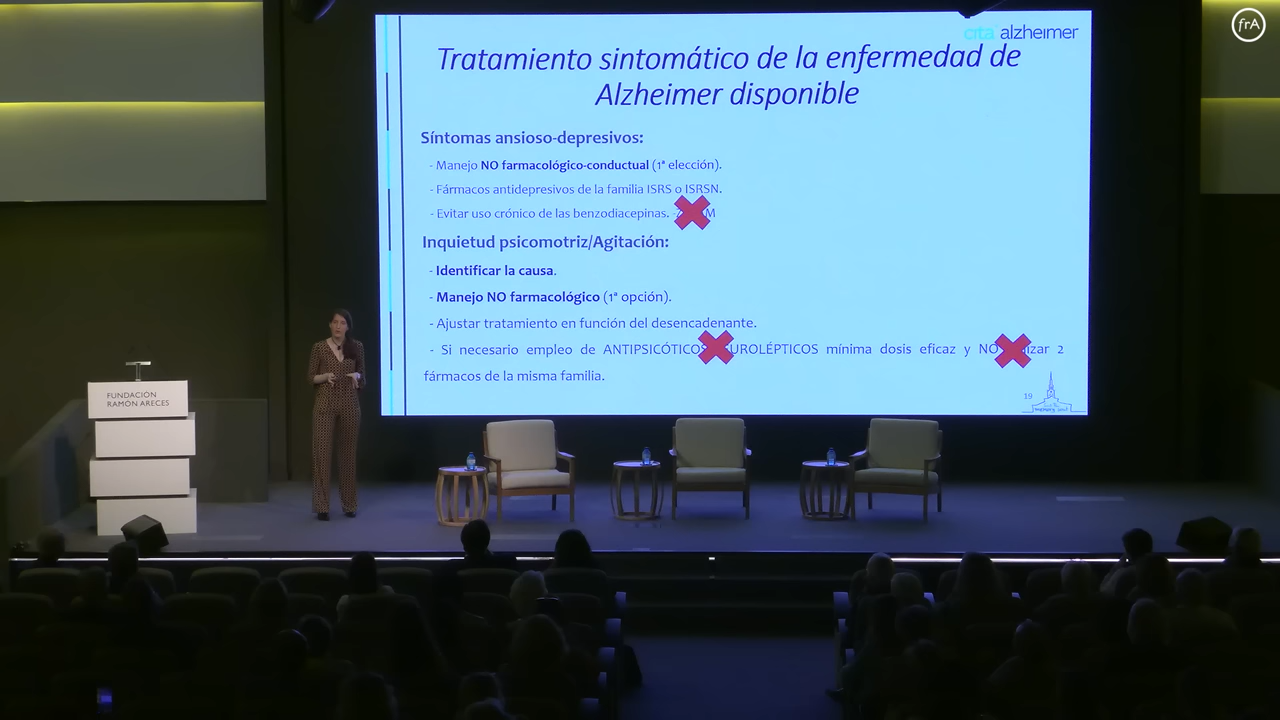 frA
cita alzheimer
Tratamiento sintomático de la enfermedad de
Alzheimer disponible
Síntomas ansioso-depresivos:
- Manejo NO farmacológico-conductual (1ª elección).
- Fármacos antidepresivos de la familia ISRS o ISRSN.
- Evitar uso crónico de las benzodiacepinas.
Inquietud psicomotriz/Agitación:
- Identificar la causa.
- Manejo NO farmacológico (1ª opción).
- Ajustar tratamiento en función del desencadenante.
- Si necesario empleo de ANTIPSICÓTICOS mínima dosis eficaz y NO 2
fármacos de la misma familia.
19
FUNDACIÓN
RAMÓN ARECES